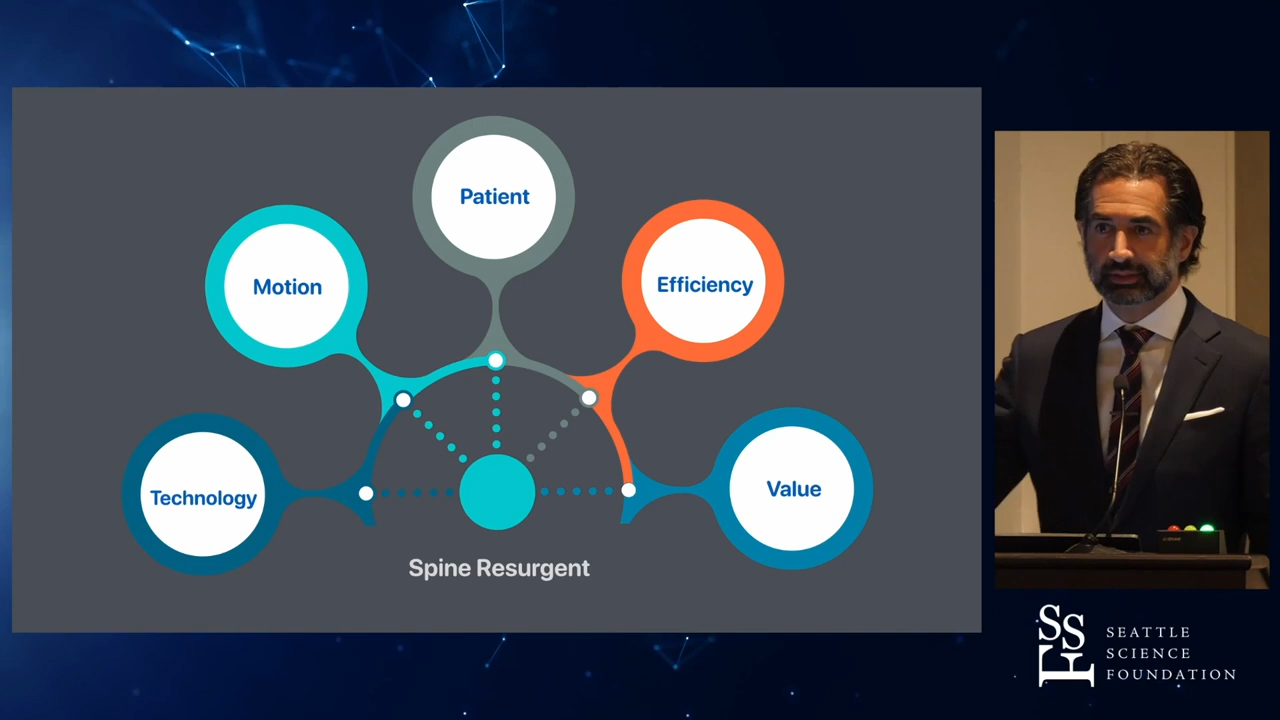 Patient
Motion
Efficiency
Technology
Value
Spine Resurgent
SSF
SEATTLE
SCIENCE
FOUNDATION